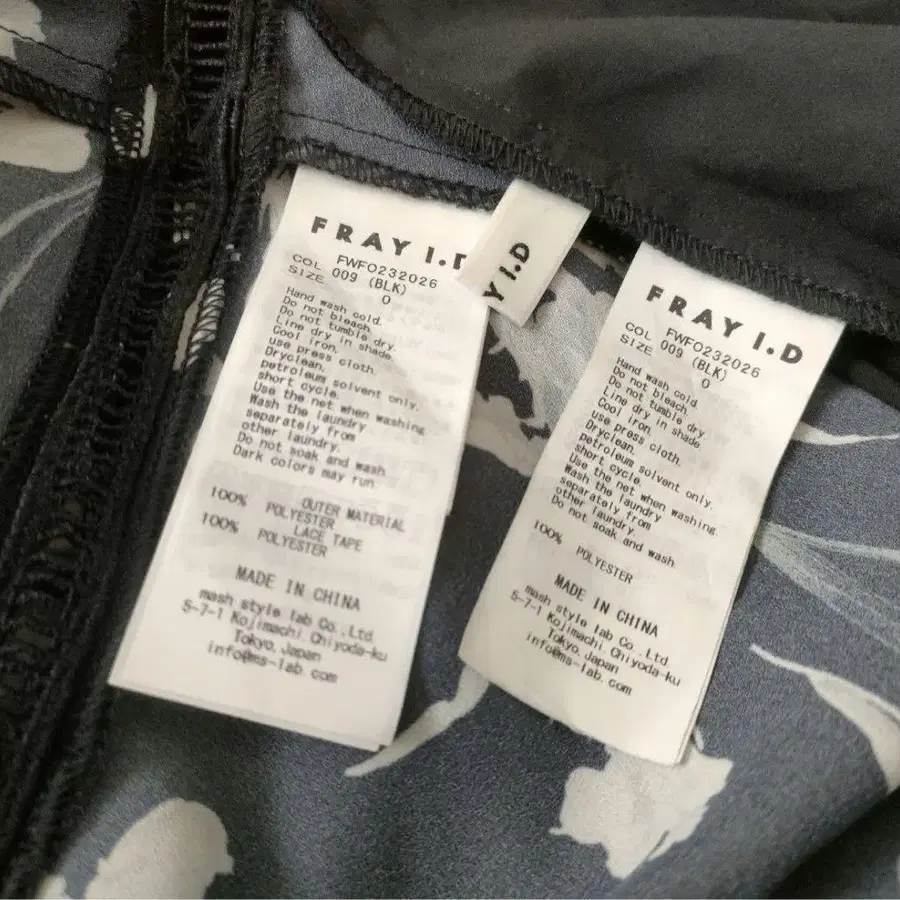 FRAY I.D
COL FWFO232026
SIZE 009 (BLK)
0
Hand wash cold.
Do not bleach.
Do not tumble dry.
Line dry in shade.
Cool iron.
use press cloth.
Dryclean.
petroleum solvent only.
short cycle.
Use the net when washing.
Wash the laundry
separately from
other laundry.
Do not soak and wash.
Dark colors may run.
OUTER MATERIAL
100% POLYESTER
LACE TAPE
100% POLYESTER
MADE IN CHINA
mash style lab Co.,Ltd.
5-7-1 Kojimachi,Chiyoda-ku
Tokyo,Japan
info@ms-lab.com
Y I.D
FRAY I.D
COL FWFO232026
SIZE 009 (BLK)
0
Hand wash cold.
Do not bleach.
Do not tumble dry.
Line dry in shade.
Cool iron.
use press cloth.
Dryclean.
petroleum solvent only.
short cycle.
Use the net when washing.
Wash the laundry
separately from
other laundry.
Do not soak and wash.
100% POLYESTER
MADE IN CHINA
mash style lab Co.,Ltd.
5-7-1 Kojimachi,Chiyoda-ku
Tokyo,Japan
info@ms-lab.com